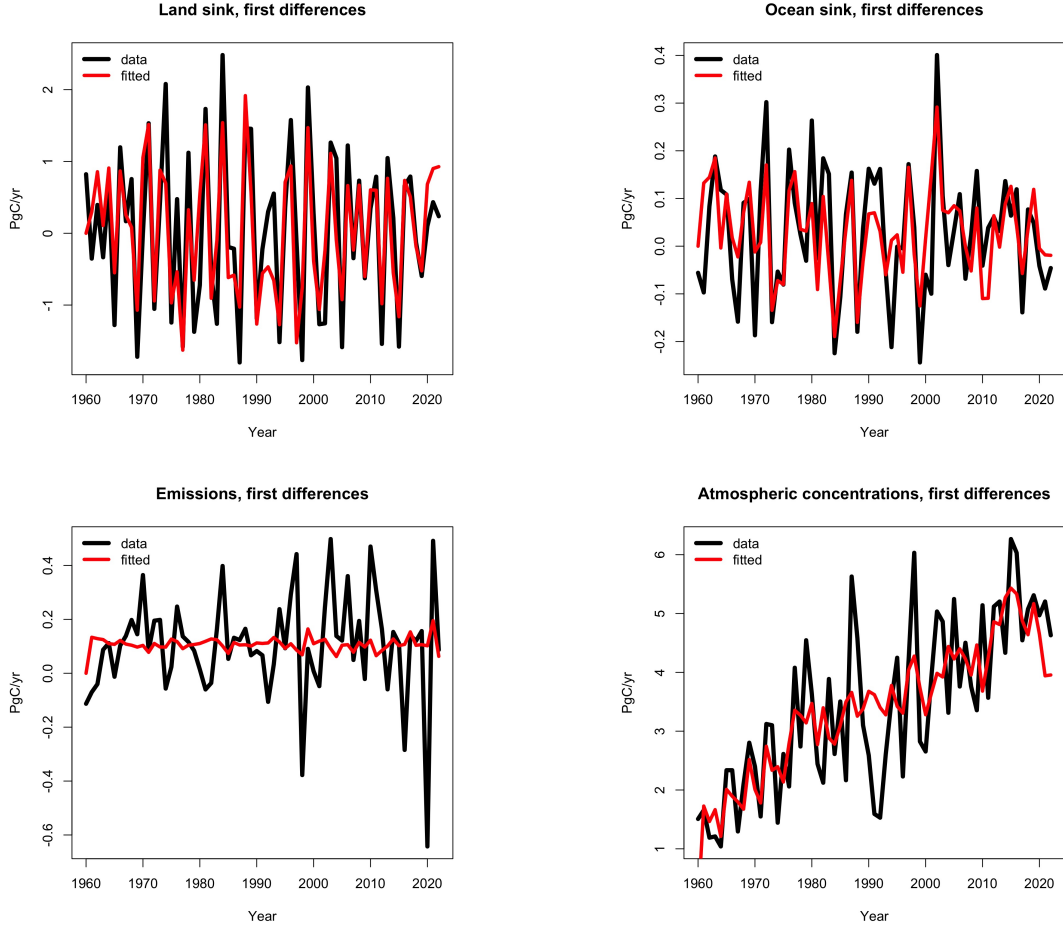 Land sink, first differences
data
fitted
PgC/yr
2
1
0
-1
1960 1970 1980 1990 2000 2010 2020
Year
Ocean sink, first differences
data
fitted
PgC/yr
0.4
0.3
0.2
0.1
0.0
-0.1
-0.2
1960 1970 1980 1990 2000 2010 2020
Year
Emissions, first differences
data
fitted
PgC/yr
0.4
0.2
0.0
-0.2
-0.4
-0.6
1960 1970 1980 1990 2000 2010 2020
Year
Atmospheric concentrations, first differences
data
fitted
PgC/yr
6
5
4
3
2
1
1960 1970 1980 1990 2000 2010 2020
Year